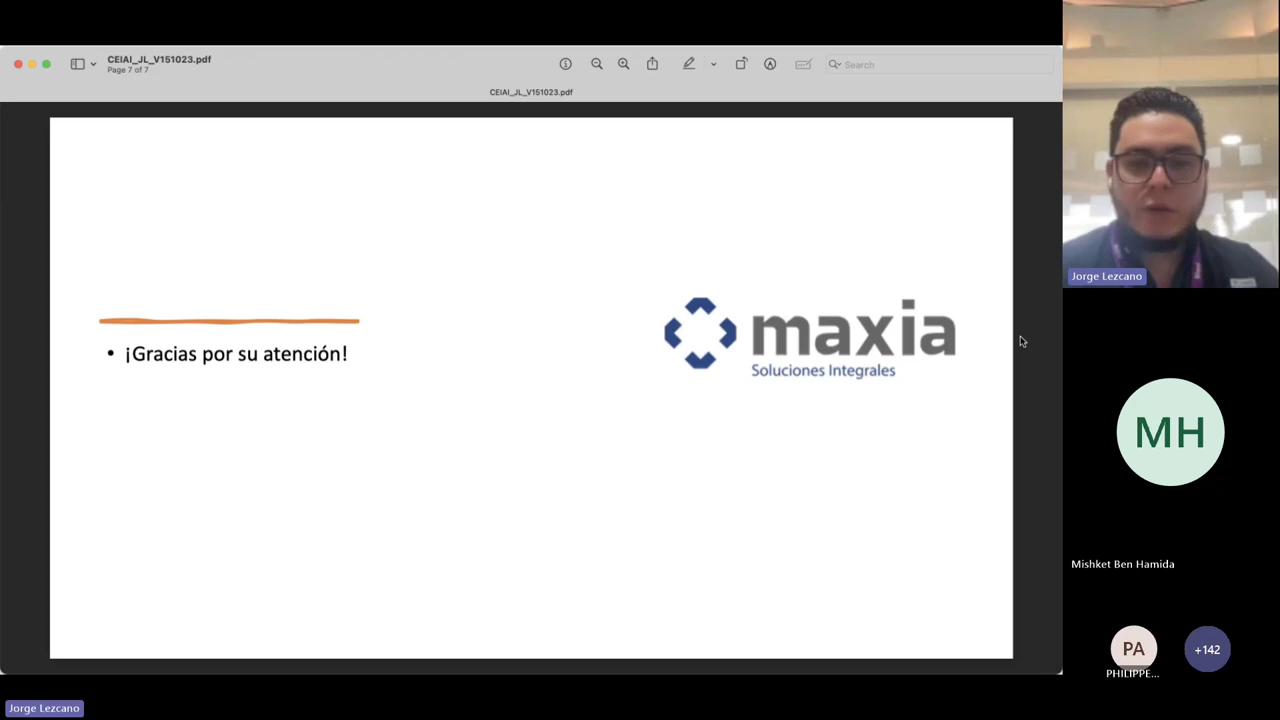 CEIAI_JL_V151023.pdf
Page 7 of 7
Search
CEIAI_JL_V151023.pdf
• ¡Gracias por su atención!
maxia
Soluciones Integrales
Jorge Lezcano
MH
Mishket Ben Hamida
PA
+142
PHILIPPE...
Jorge Lezcano